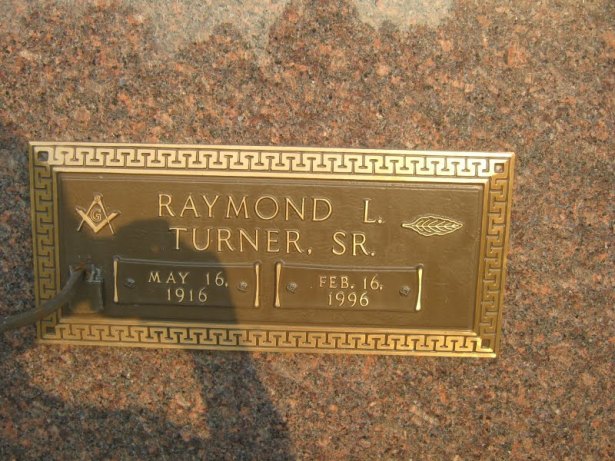 G
RAYMOND L.
TURNER, SR.
MAY 16,
1916
FEB. 16,
1996